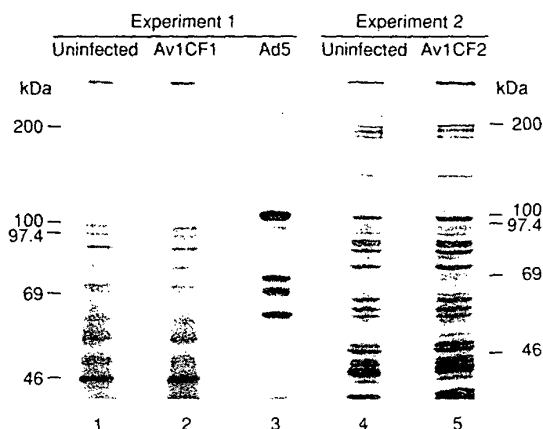 Experiment 1 Experiment 2
Uninfected Av1CF1 Ad5 Uninfected Av1CF2
kDa kDa
200 200
100 100
97.4 97.4
69 69
46 46
1 2 3 4 5